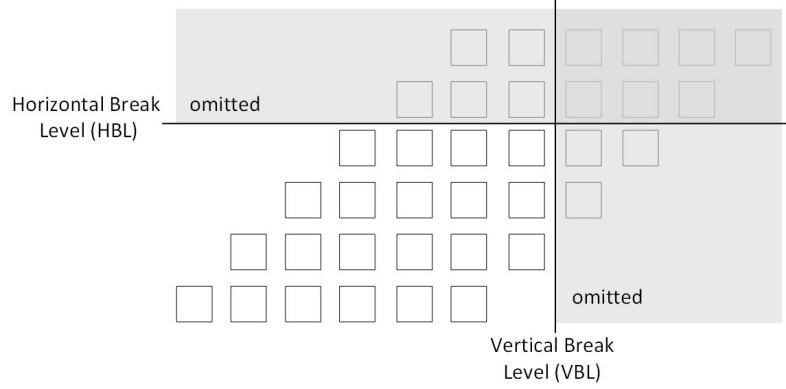 omitted
Horizontal Break
Level (HBL)
omitted
Vertical Break
Level (VBL)